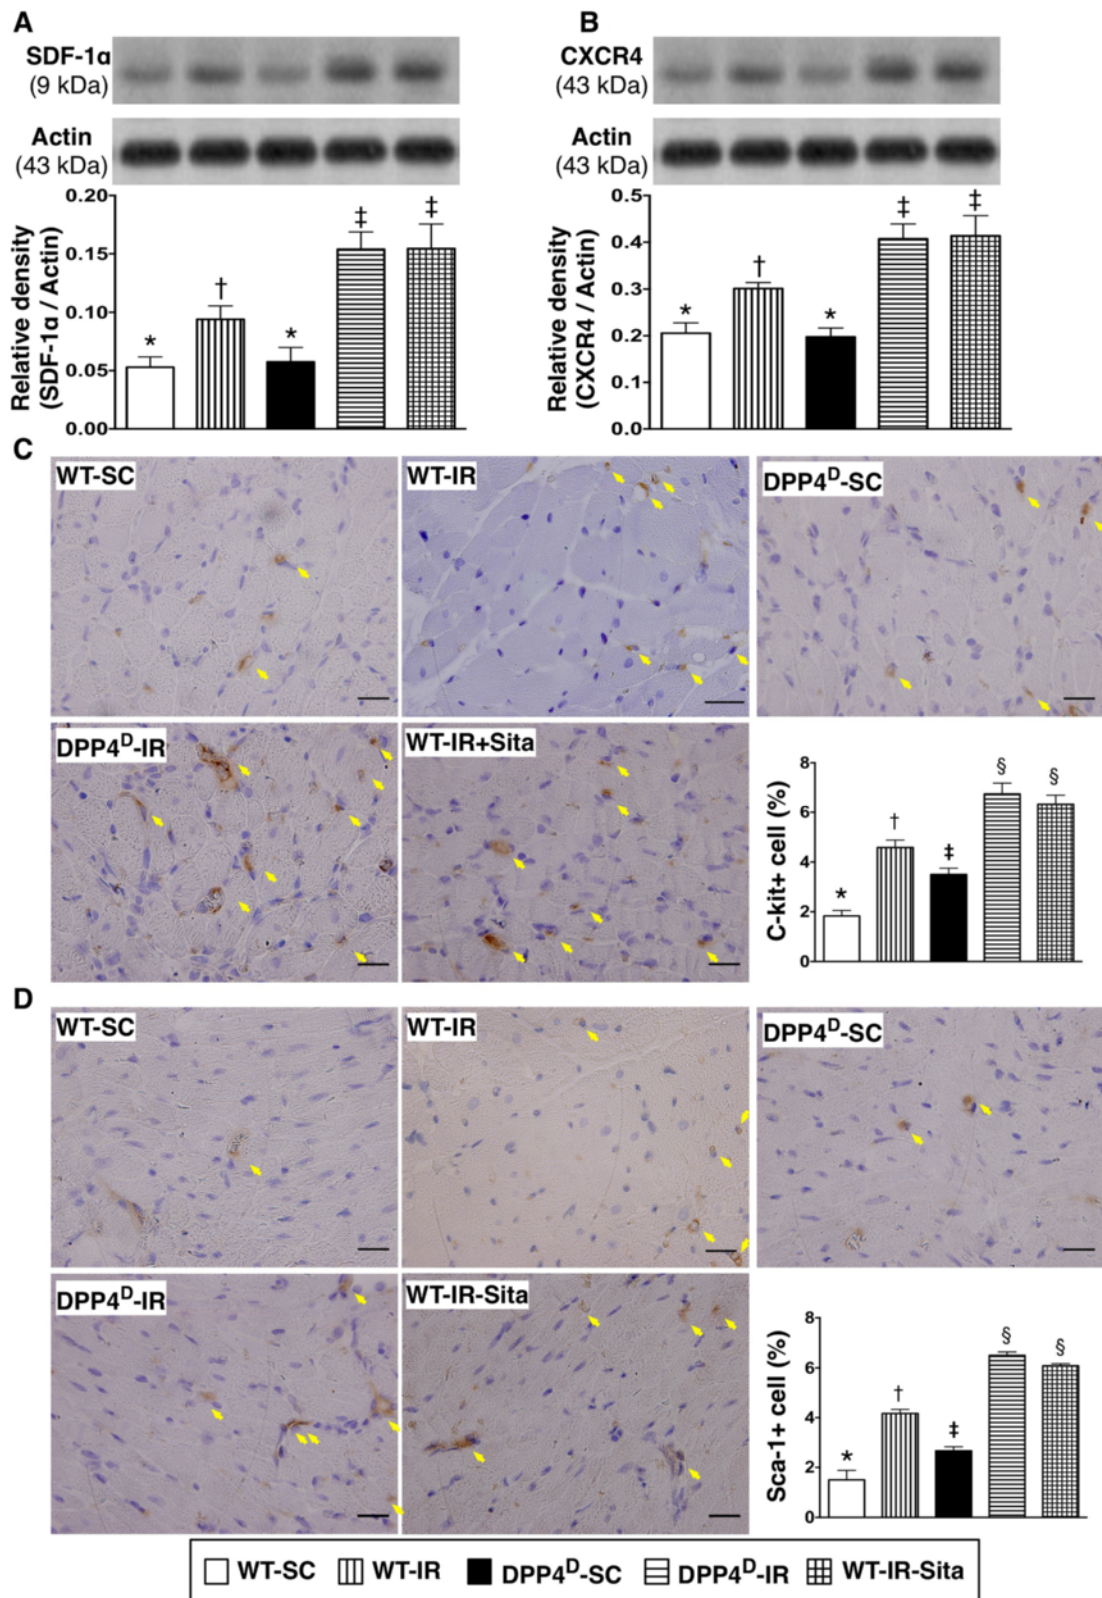 A
SDF-1α
(9 kDa)
Actin
(43 kDa)
Relative density
(SDF-1α / Actin)
0.20
0.15
0.10
0.05
0.00
*
†
*
‡
‡
B
CXCR4
(43 kDa)
Actin
(43 kDa)
Relative density
(CXCR4 / Actin)
0.5
0.4
0.3
0.2
0.1
0.0
*
†
*
‡
‡
C
WT-SC
WT-IR
DPP4ᴰ-SC
DPP4ᴰ-IR
WT-IR+Sita
C-kit+ cell (%)
8
6
4
2
0
*
†
‡
§
§
D
WT-SC
WT-IR
DPP4ᴰ-SC
DPP4ᴰ-IR
WT-IR-Sita
Sca-1+ cell (%)
8
6
4
2
0
*
†
‡
§
§
WT-SC WT-IR DPP4ᴰ-SC DPP4ᴰ-IR WT-IR-Sita